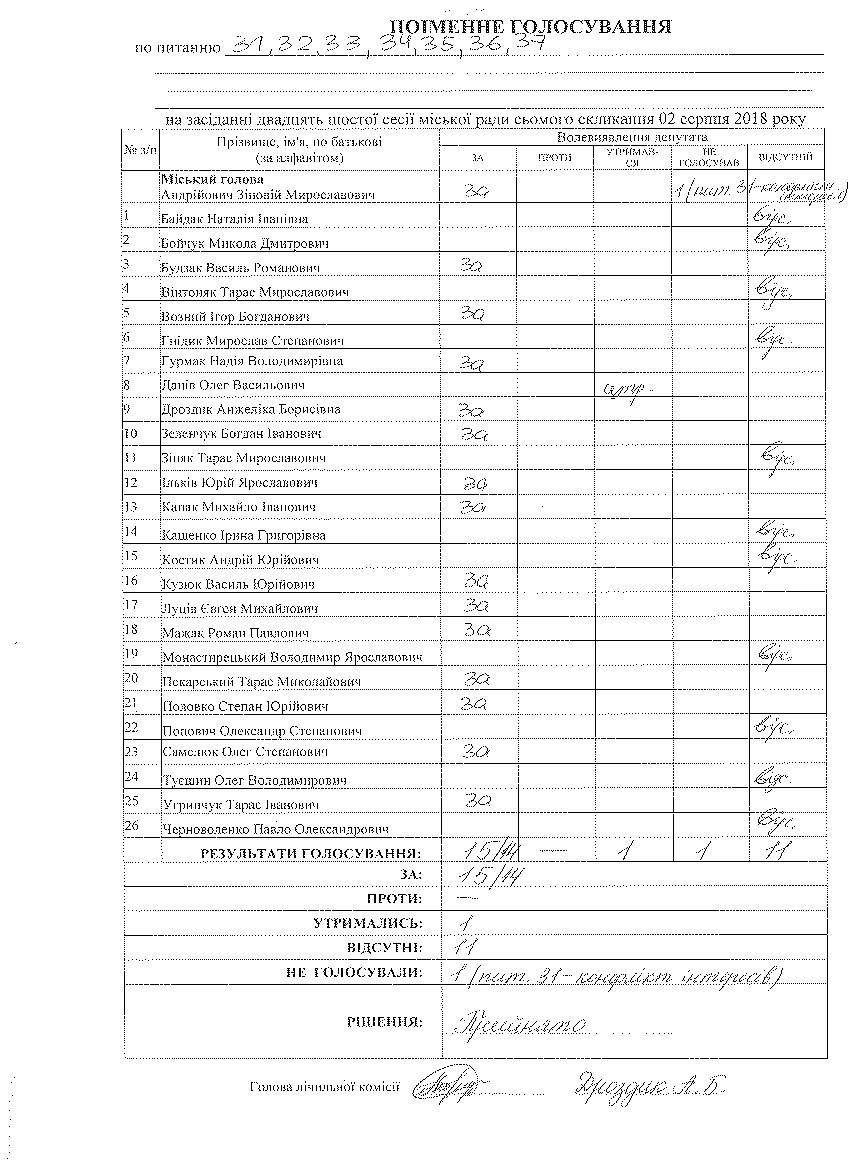 ПОІМЕННЕ ГОЛОСУВАННЯ
по питанню 31,32,33,34,35,36,37
на засіданні двадцять шостої сесії міської ради сьомого скликання 02 серпня 2018 року
№ з/п Прізвище, ім'я, по батькові (за алфавітом) Волевиявлення депутата
ЗА ПРОТИ УТРИМАВ-СЯ НЕ ГОЛОСУВАВ ВІДСУТНІЙ
Міський голова
Андрійович Зіновій Мирославович за 1 (пит. 31-конфлікт інтересів)
1 Байдак Наталія Іванівна віус.
2 Бойчук Микола Дмитрович відс.
3 Будзак Василь Романович за
4 Вінтоняк Тарас Мирославович відс.
5 Возний Ігор Богданович за
6 Гнідик Мирослав Степанович відс.
7 Гурмак Надія Володимирівна за
8 Даців Олег Васильович утр.
9 Дроздик Анжеліка Борисівна за
10 Зеленчук Богдан Іванович за
11 Зіняк Тарас Мирославович відс.
12 Ільків Юрій Ярославович за
13 Капак Михайло Іванович за
14 Кащенко Ірина Григорівна відс.
15 Костик Андрій Юрійович відс.
16 Кузюк Василь Юрійович за
17 Луців Євген Михайлович за
18 Мажак Роман Павлович за
19 Монастирецький Володимир Ярославович відс.
20 Пекарський Тарас Миколайович за
21 Половко Степан Юрійович за
22 Попович Олександр Степанович відс.
23 Саменюк Олег Степанович за
24 Туєшин Олег Володимирович відс.
25 Угринчук Тарас Іванович за
26 Черноволенко Павло Олександрович відс.
РЕЗУЛЬТАТИ ГОЛОСУВАННЯ: 15/14 — 1 1 11
ЗА: 15/14
ПРОТИ: —
УТРИМАЛИСЬ: 1
ВІДСУТНІ: 11
НЕ ГОЛОСУВАЛИ: 1 (пит. 31-конфлікт інтересів)
РІШЕННЯ: Прийнято
Голова лічильної комісії Дроздик А. Б.